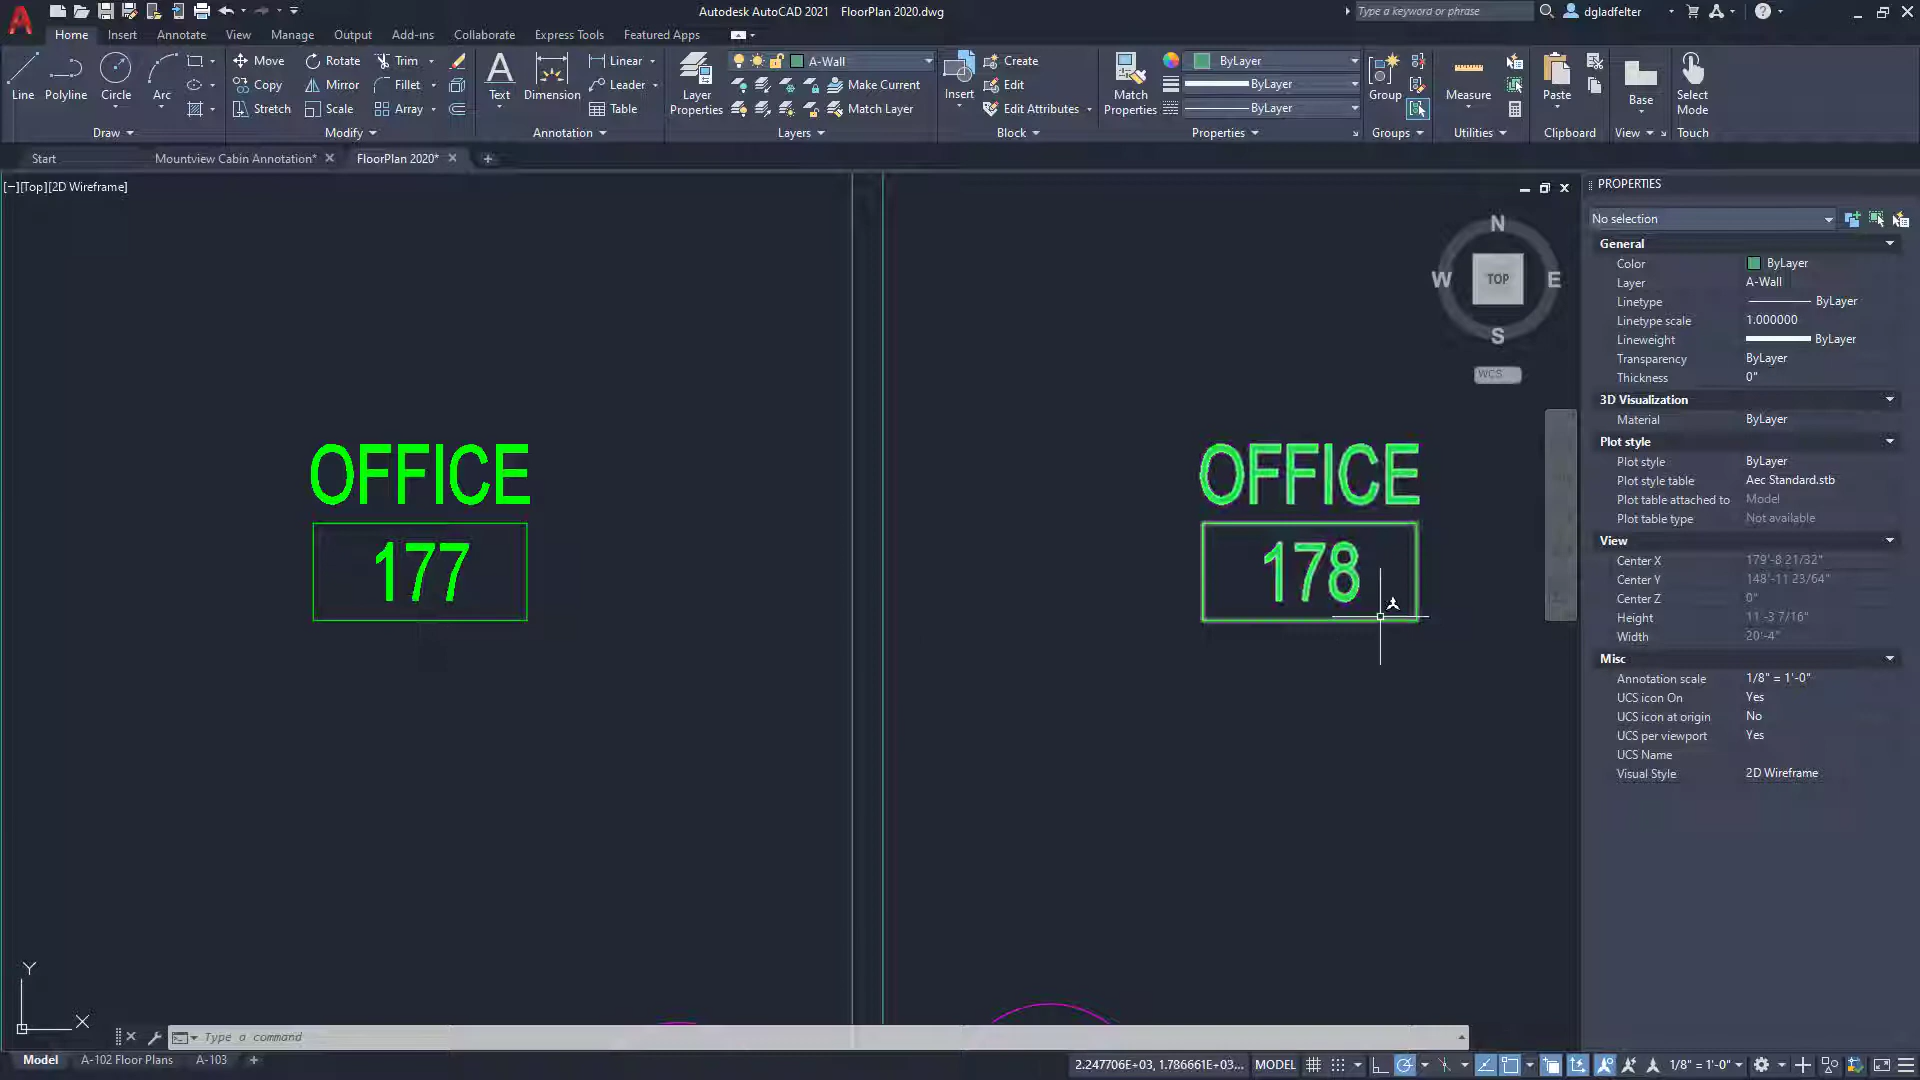 Autodesk AutoCAD 2021 FloorPlan 2020.dwg
Type a keyword or phrase
dgladfelter
Home Insert Annotate View Manage Output Add-ins Collaborate Express Tools Featured Apps
Line Polyline Circle Arc
Move Rotate Trim
Copy Mirror Fillet
Stretch Scale Array
Text Dimension
Linear
Leader
Table
Layer Properties
A-Wall
Make Current
Match Layer
Insert
Create
Edit
Edit Attributes
Match Properties
ByLayer
ByLayer
ByLayer
Group
Measure
Paste
Base
Select Mode
Draw Modify Annotation Layers Block Properties Groups Utilities Clipboard View Touch
Start Mountview Cabin Annotation* FloorPlan 2020*
[−][Top][2D Wireframe]
N
W TOP E
S
WCS
OFFICE
177
OFFICE
178
Y
X
PROPERTIES
No selection
General
Color ByLayer
Layer A-Wall
Linetype ByLayer
Linetype scale 1.000000
Lineweight ByLayer
Transparency ByLayer
Thickness 0"
3D Visualization
Material ByLayer
Plot style
Plot style ByLayer
Plot style table Aec Standard.stb
Plot table attached to Model
Plot table type Not available
View
Center X 179'-8 21/32"
Center Y 148'-11 23/64"
Center Z 0"
Height 11'-3 7/16"
Width 20'-4"
Misc
Annotation scale 1/8" = 1'-0"
UCS icon On Yes
UCS icon at origin No
UCS per viewport Yes
UCS Name
Visual Style 2D Wireframe
Type a command
Model A-102 Floor Plans A-103
2.247706E+03, 1.786661E+03... MODEL 1/8" = 1'-0"